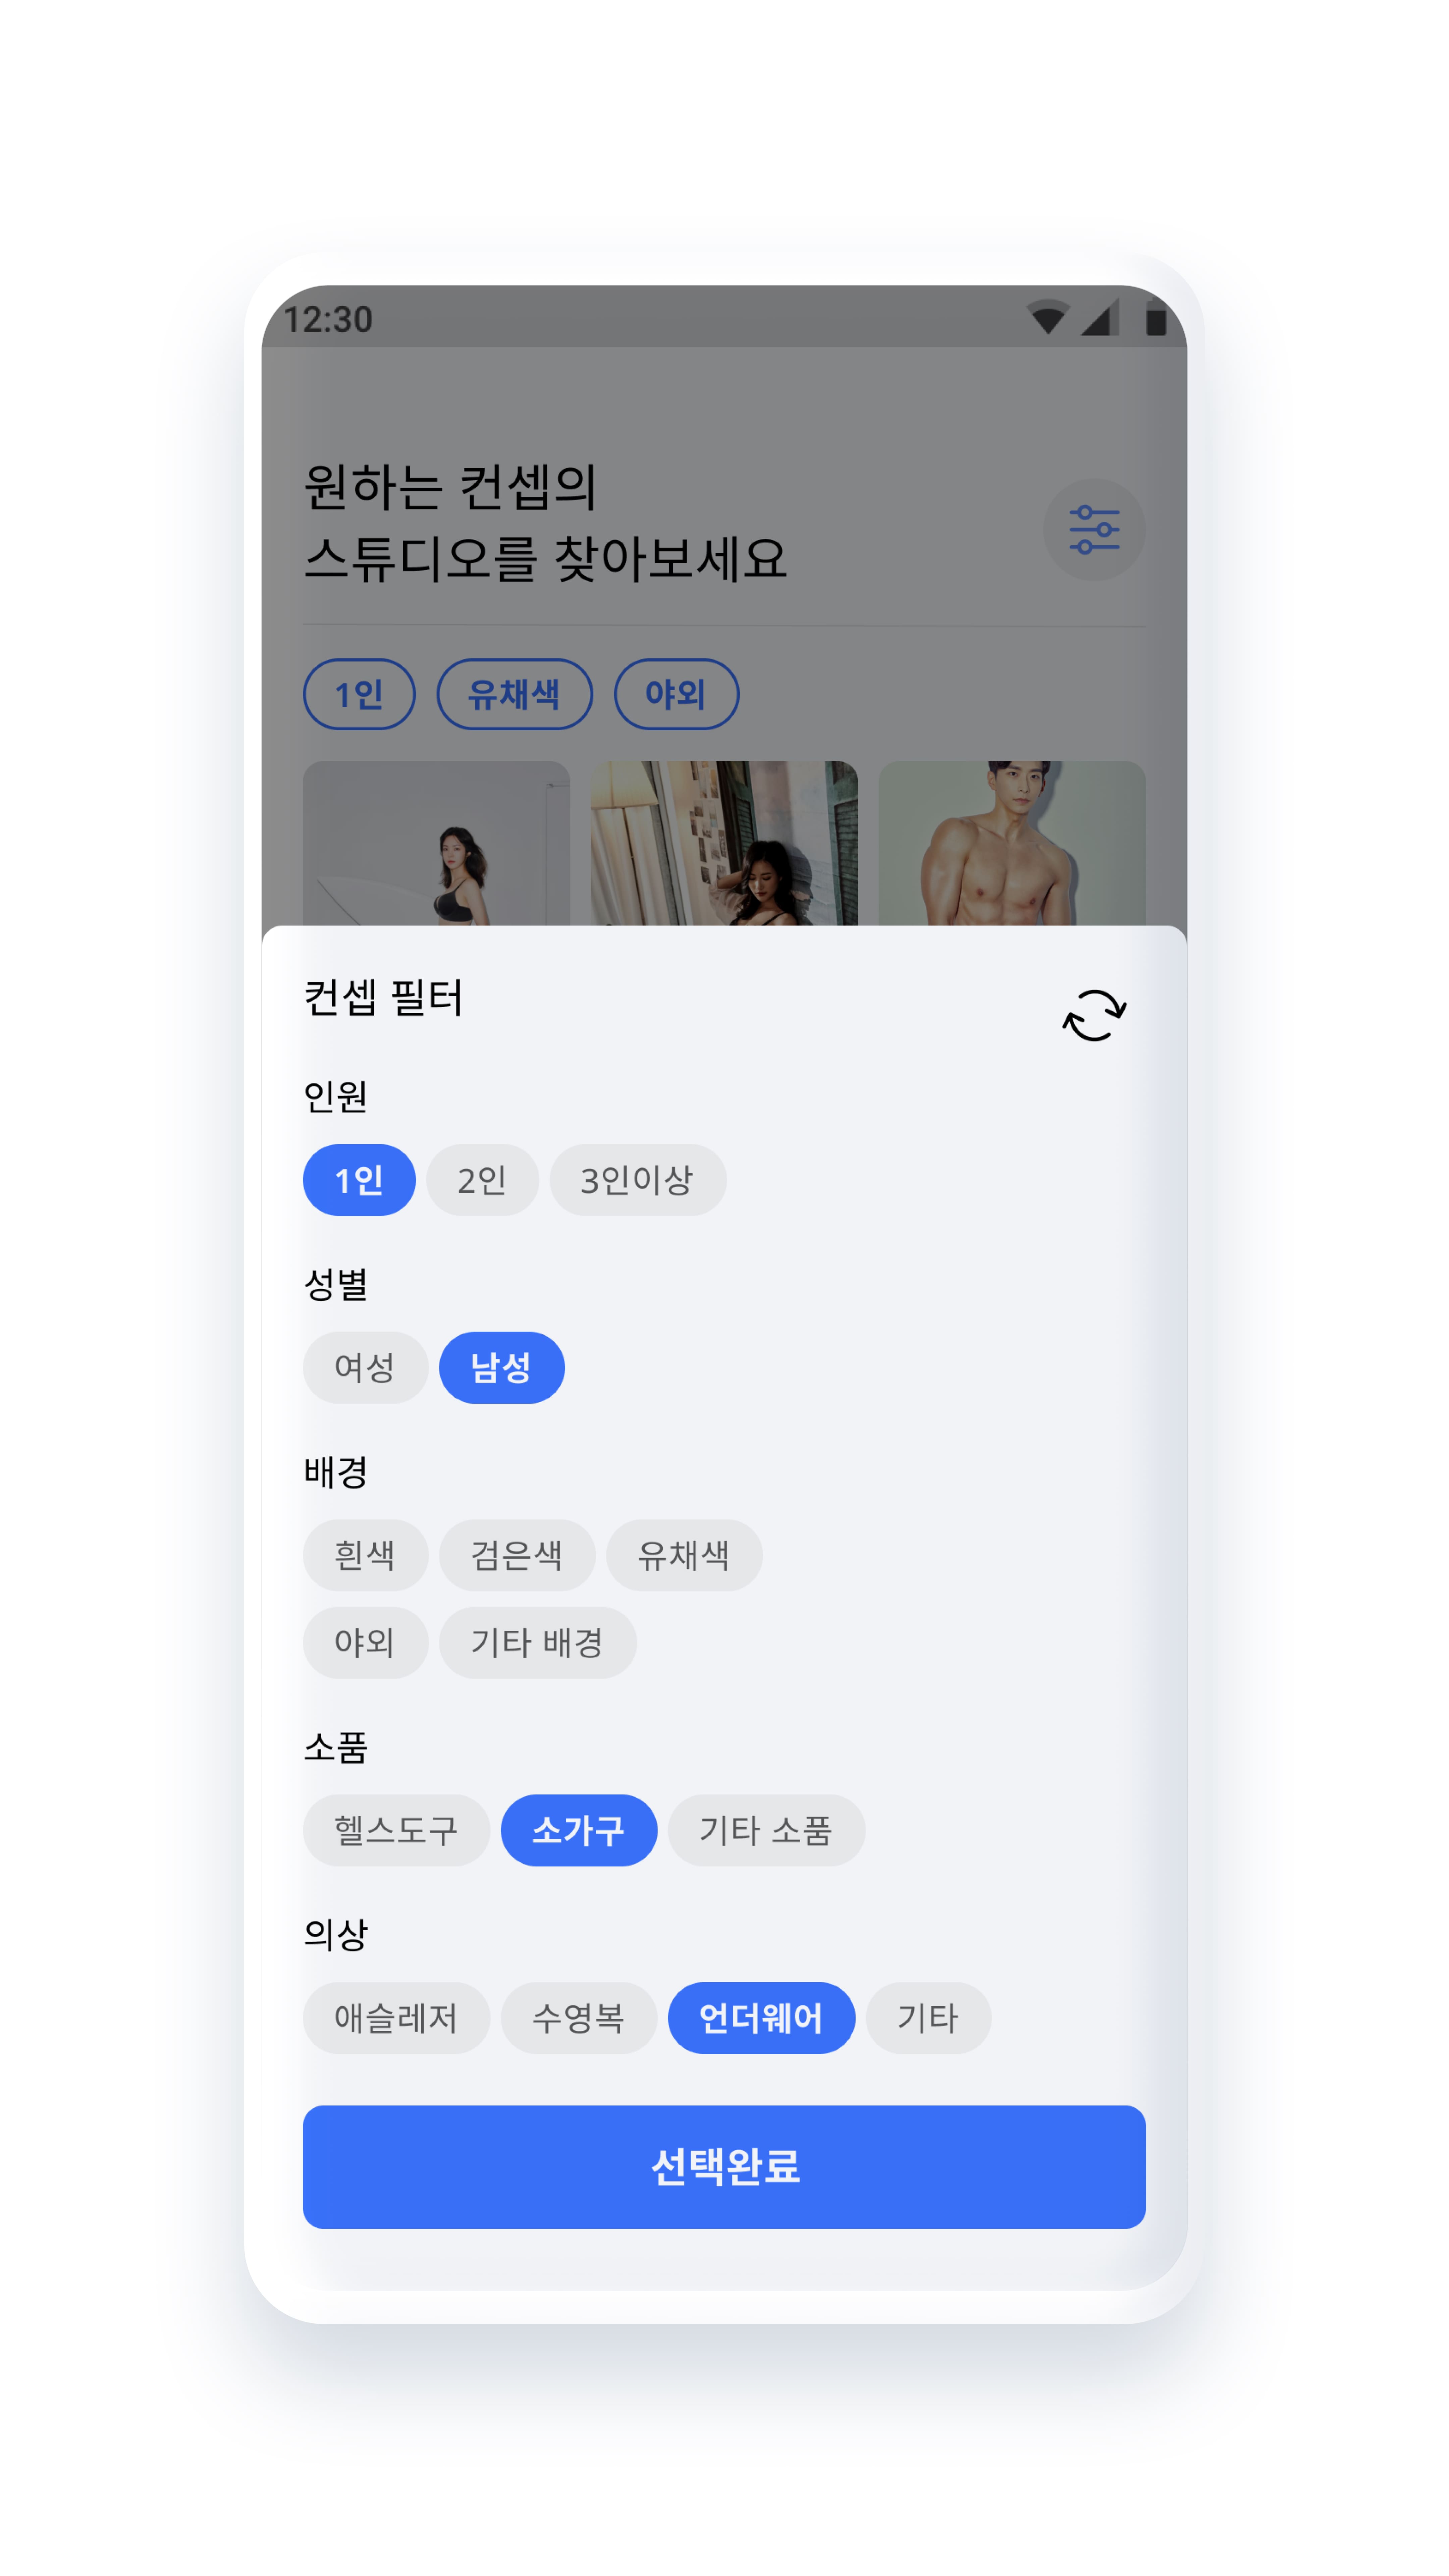 12:30
원하는 컨셉의
스튜디오를 찾아보세요
1인 유채색 야외
컨셉 필터
인원
1인 2인 3인이상
성별
여성 남성
배경
흰색 검은색 유채색
야외 기타 배경
소품
헬스도구 소가구 기타 소품
의상
애슬레저 수영복 언더웨어 기타
선택완료